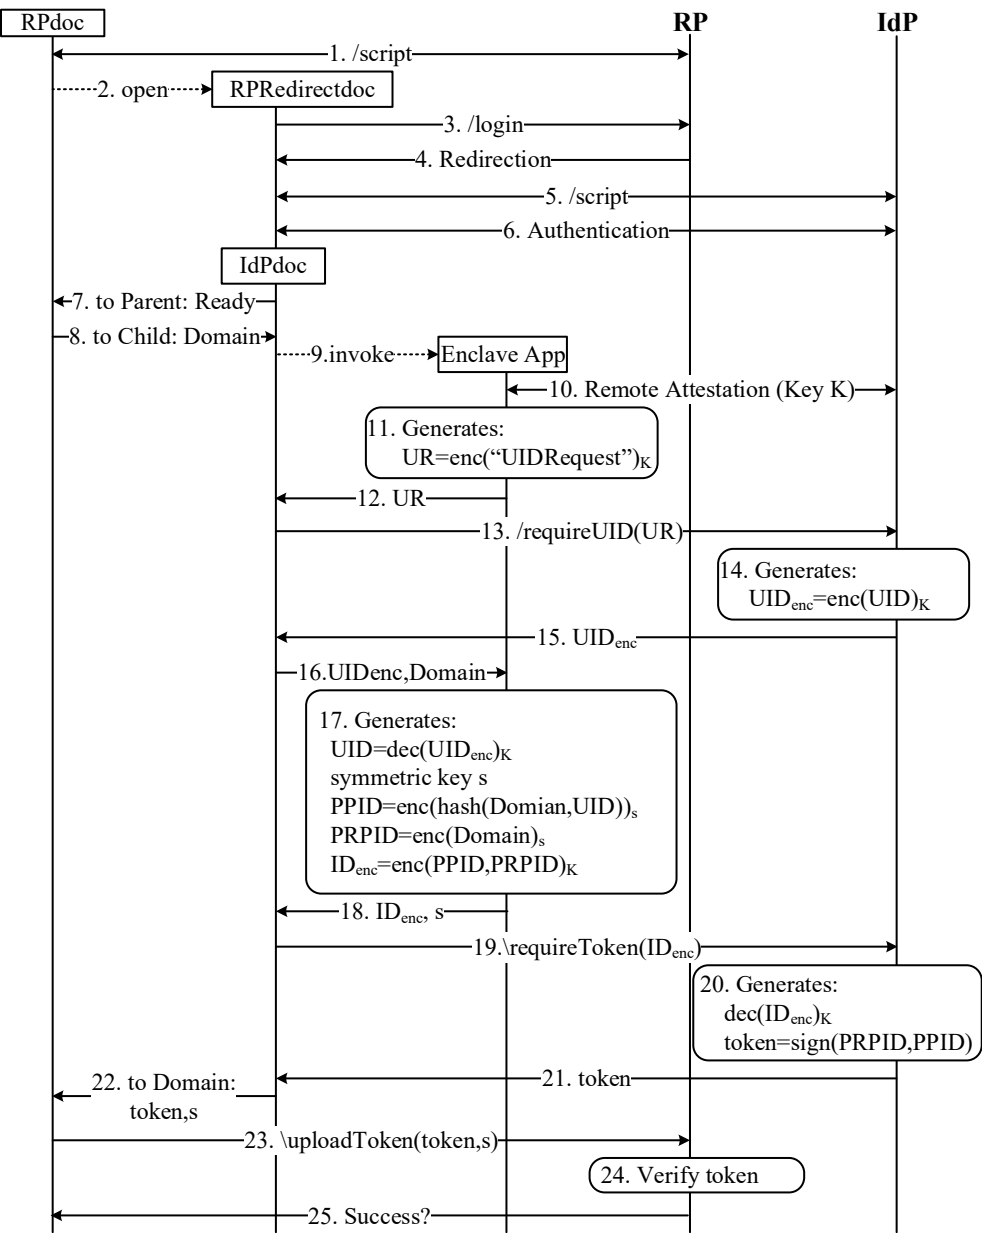 RPdoc
RP
IdP
1. /script
2. open
RPRedirectdoc
3. /login
4. Redirection
5. /script
6. Authentication
IdPdoc
7. to Parent: Ready
8. to Child: Domain
9.invoke
Enclave App
10. Remote Attestation (Key K)
11. Generates:
UR=enc(“UIDRequest”)K
12. UR
13. /requireUID(UR)
14. Generates:
UIDenc=enc(UID)K
15. UIDenc
16.UIDenc,Domain
17. Generates:
UID=dec(UIDenc)K
symmetric key s
PPID=enc(hash(Domian,UID))s
PRPID=enc(Domain)s
IDenc=enc(PPID,PRPID)K
18. IDenc, s
19.\requireToken(IDenc)
20. Generates:
dec(IDenc)K
token=sign(PRPID,PPID)
21. token
22. to Domain:
token,s
23. \uploadToken(token,s)
24. Verify token
25. Success?